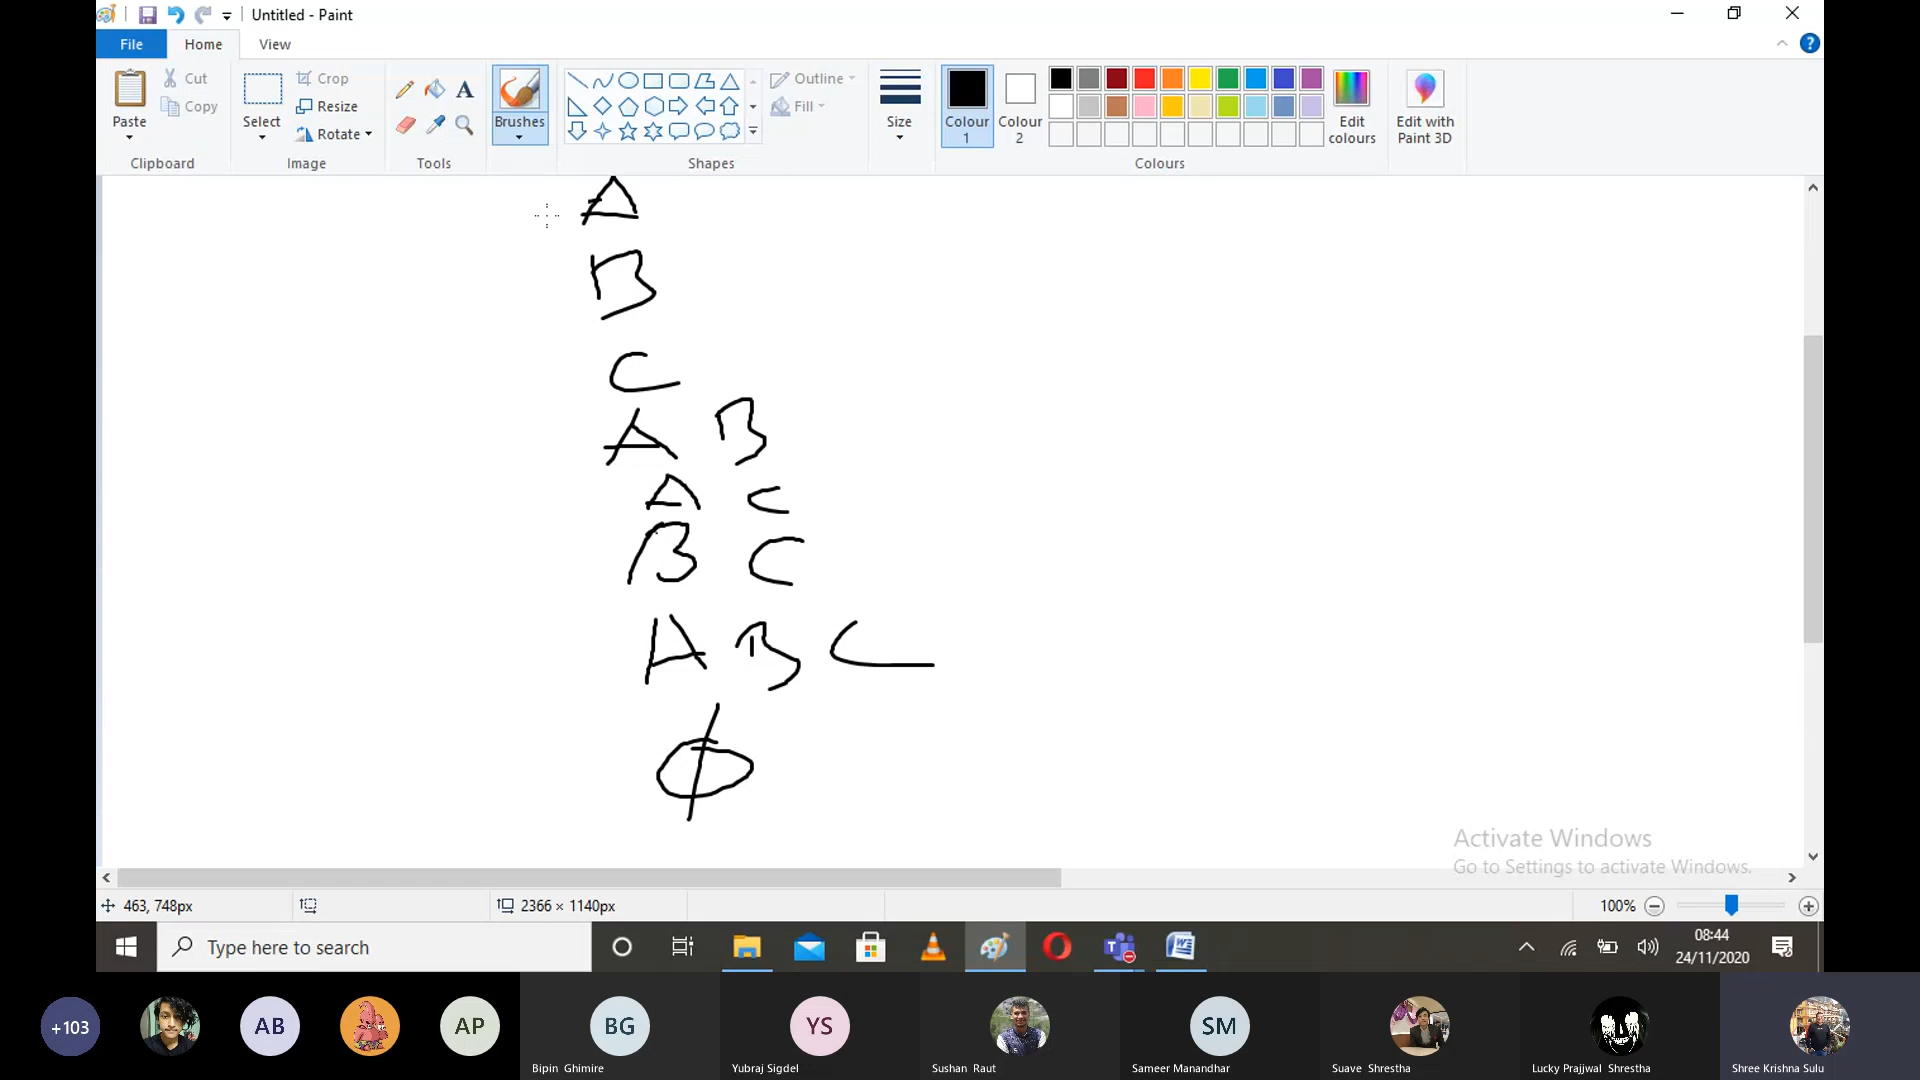 Untitled - Paint
File Home View
Paste Cut Copy Clipboard
Select Crop Resize Rotate Image
Tools
Brushes
Outline Fill Shapes
Size
Colour 1 Colour 2 Edit colours Colours
Edit with Paint 3D
A
B
C
A B
A C
B C
A B C
ф
Activate Windows
Go to Settings to activate Windows.
463, 748px 2366 × 1140px 100%
Type here to search
08:44
24/11/2020
+103 AB AP BG YS SM
Bipin Ghimire Yubraj Sigdel Sushan Raut Sameer Manandhar Suave Shrestha Lucky Prajjwal Shrestha Shree Krishna Sulu